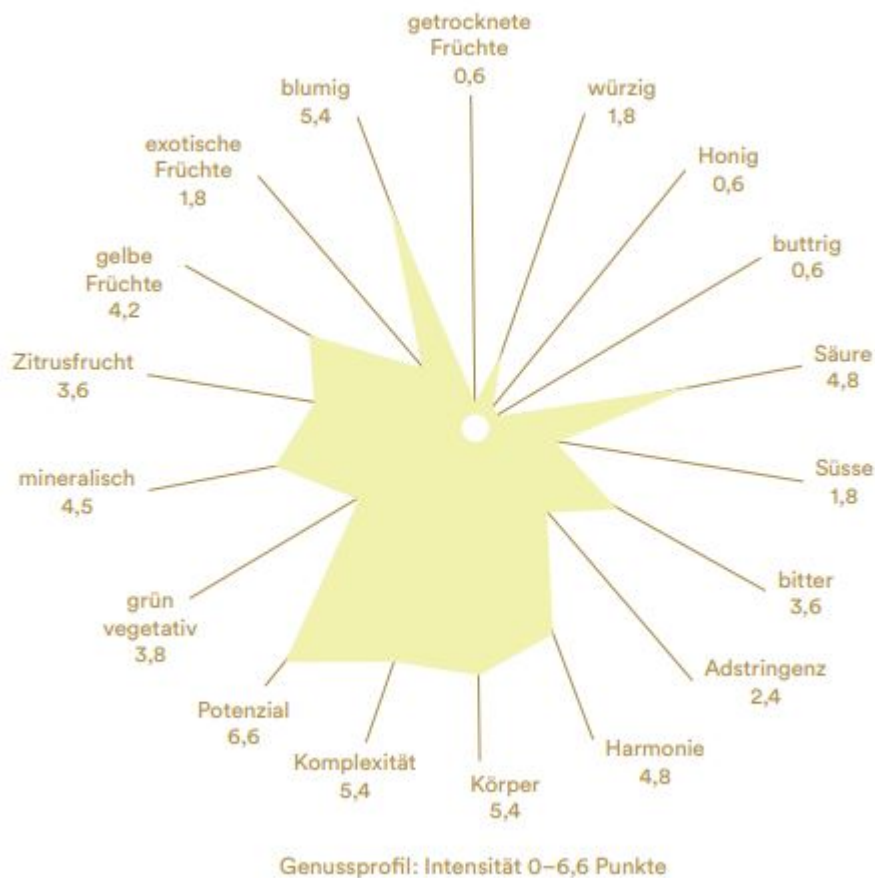 getrocknete
Früchte
0,6
würzig
1,8
Honig
0,6
buttrig
0,6
Säure
4,8
Süsse
1,8
bitter
3,6
Adstringenz
2,4
Harmonie
4,8
Körper
5,4
Komplexität
5,4
Potenzial
6,6
grün
vegetativ
3,8
mineralisch
4,5
Zitrusfrucht
3,6
gelbe
Früchte
4,2
exotische
Früchte
1,8
blumig
5,4
Genussprofil: Intensität 0–6,6 Punkte